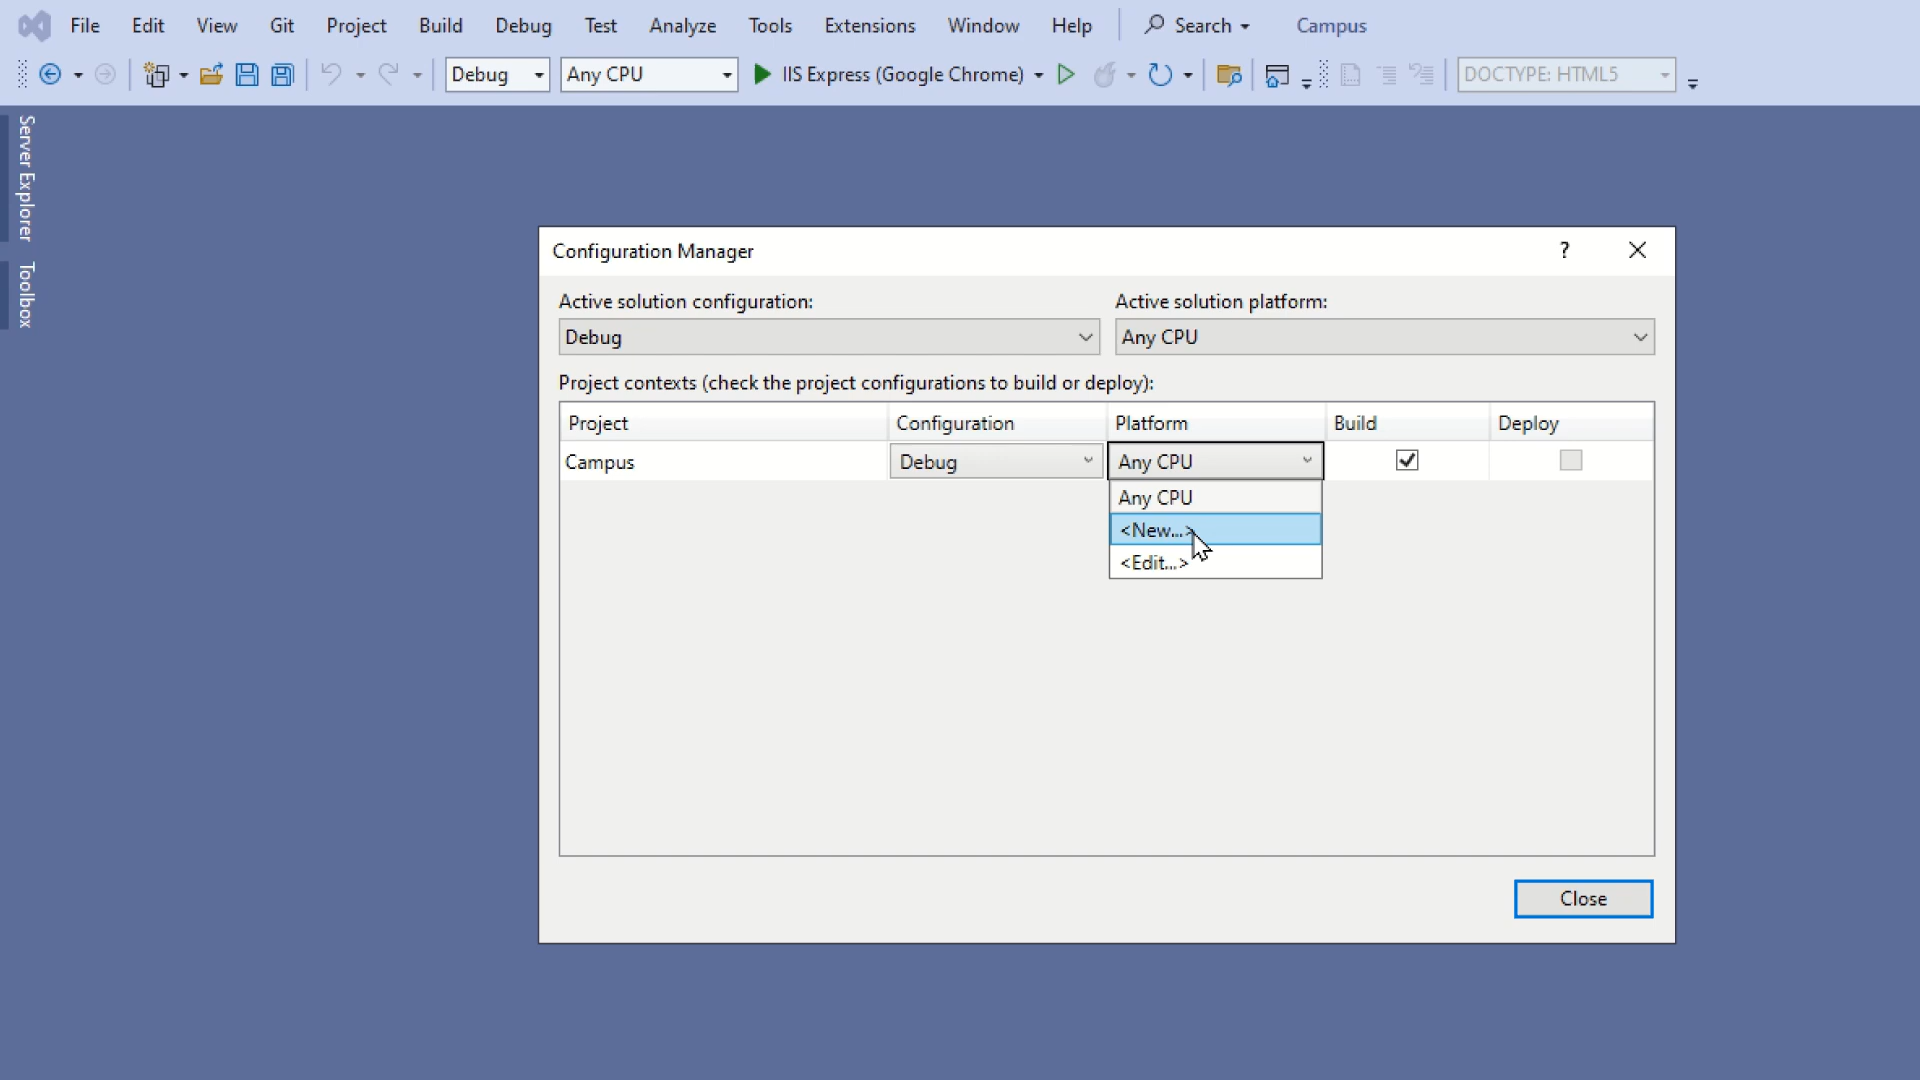 File Edit View Git Project Build Debug Test Analyze Tools Extensions Window Help Search Campus
Debug Any CPU IIS Express (Google Chrome) DOCTYPE: HTML5
Server Explorer
Toolbox
Configuration Manager ?
Active solution configuration: Active solution platform:
Debug Any CPU
Project contexts (check the project configurations to build or deploy):
Project Configuration Platform Build Deploy
Campus Debug Any CPU
Any CPU
<New...>
<Edit...>
Close